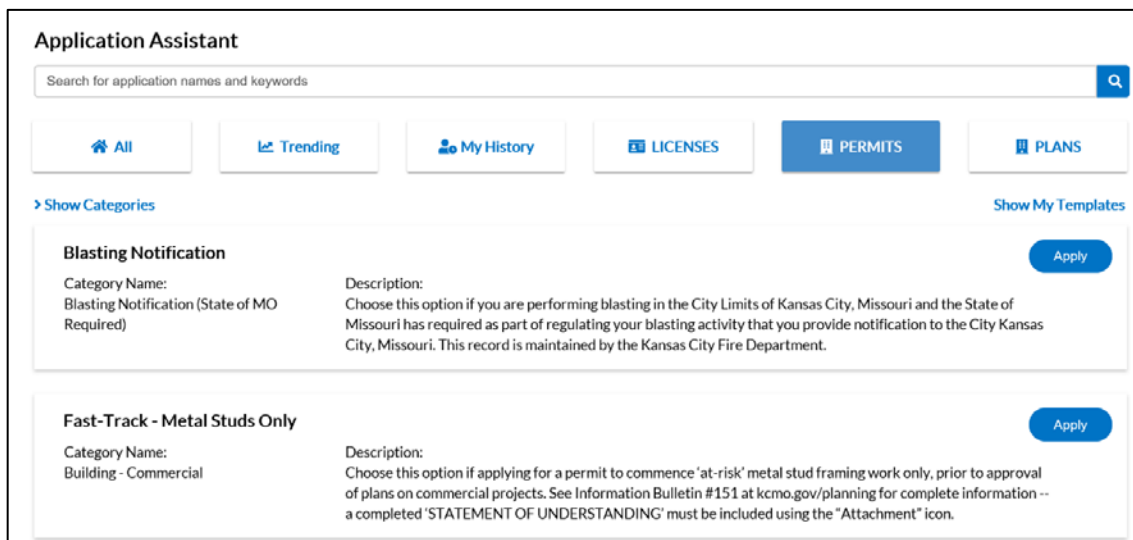 Application Assistant
Search for application names and keywords
All
Trending
My History
LICENSES
PERMITS
PLANS
Show Categories
Show My Templates
Blasting Notification
Apply
Category Name:
Blasting Notification (State of MO
Required)
Description:
Choose this option if you are performing blasting in the City Limits of Kansas City, Missouri and the State of
Missouri has required as part of regulating your blasting activity that you provide notification to the City Kansas
City, Missouri. This record is maintained by the Kansas City Fire Department.
Fast-Track - Metal Studs Only
Apply
Category Name:
Building - Commercial
Description:
Choose this option if applying for a permit to commence 'at-risk' metal stud framing work only, prior to approval
of plans on commercial projects. See Information Bulletin #151 at kcmo.gov/planning for complete information --
a completed 'STATEMENT OF UNDERSTANDING' must be included using the "Attachment" icon.